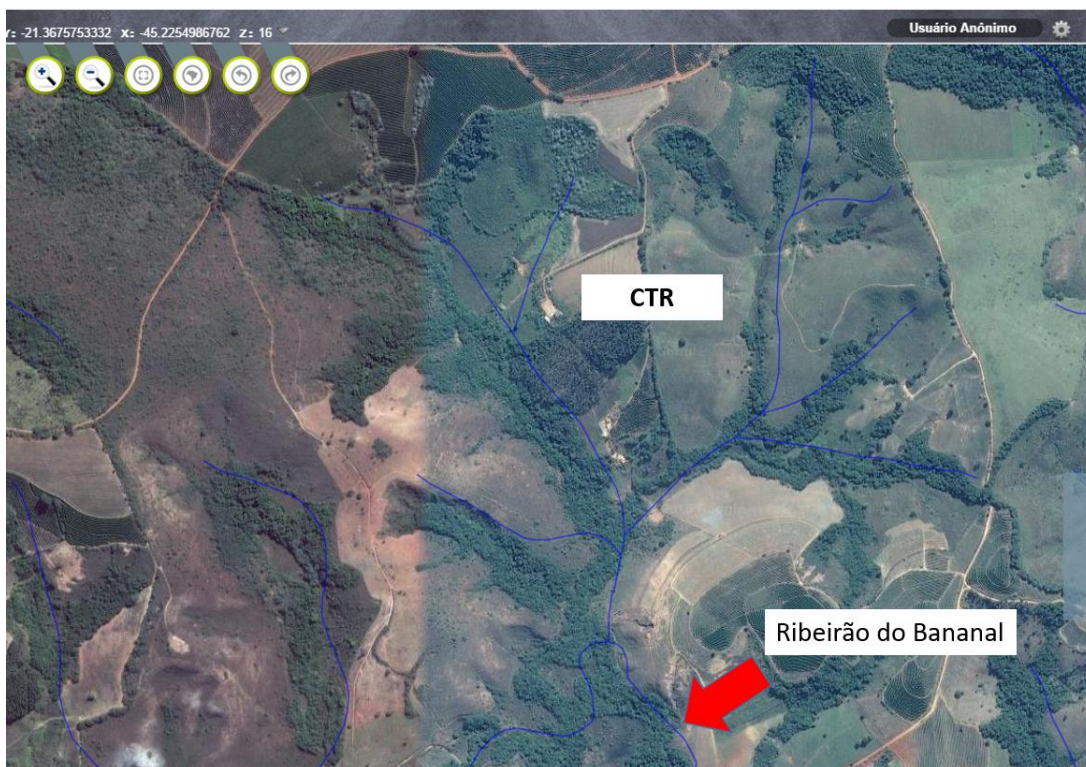 Y: -21.3675753332 X: -45.2254986762 Z: 16
Usuário Anônimo
CTR
Ribeirão do Bananal